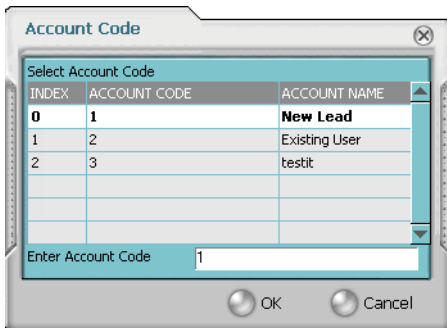 Account Code
Select Account Code
INDEX ACCOUNT CODE ACCOUNT NAME
0 1 New Lead
1 2 Existing User
2 3 testit
Enter Account Code 1
OK Cancel